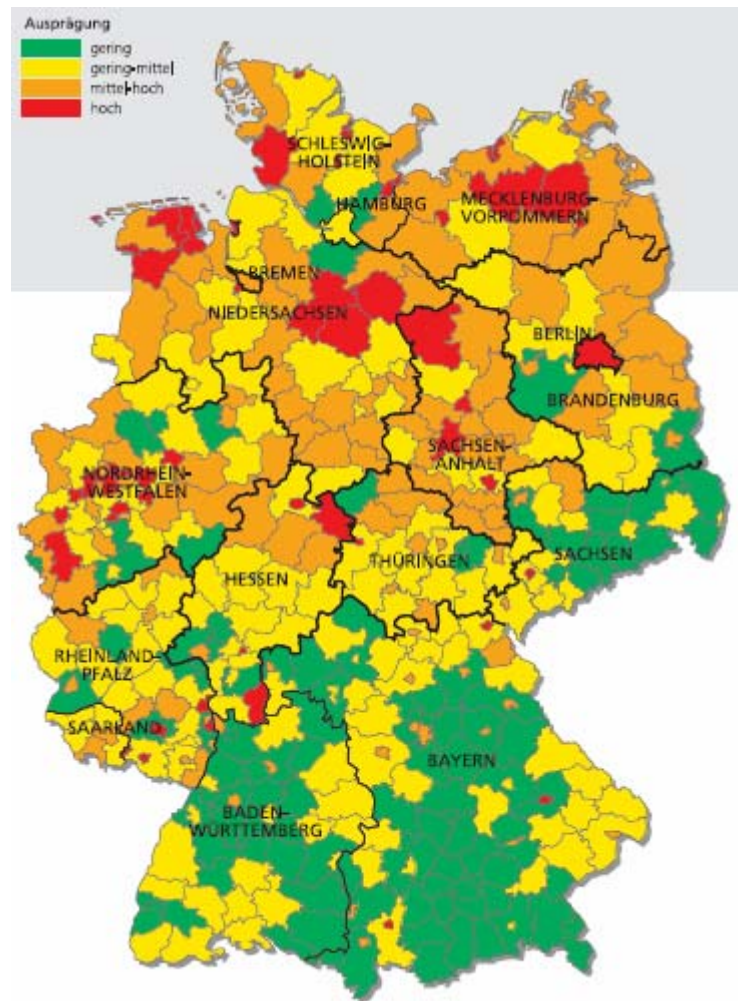 Ausprägung
gering
gering-mittel
mittel-hoch
hoch
SCHLESWIG-
HOLSTEIN
HAMBURG
MECKLENBURG-
VORPOMMERN
BREMEN
NIEDERSACHSEN
BERLIN
BRANDENBURG
SACHSEN-
ANHALT
NORDRHEIN-
WESTFALEN
HESSEN
THÜRINGEN
SACHSEN
RHEINLAND-
PFALZ
SAARLAND
BAYERN
BADEN-
WÜRTTEMBERG